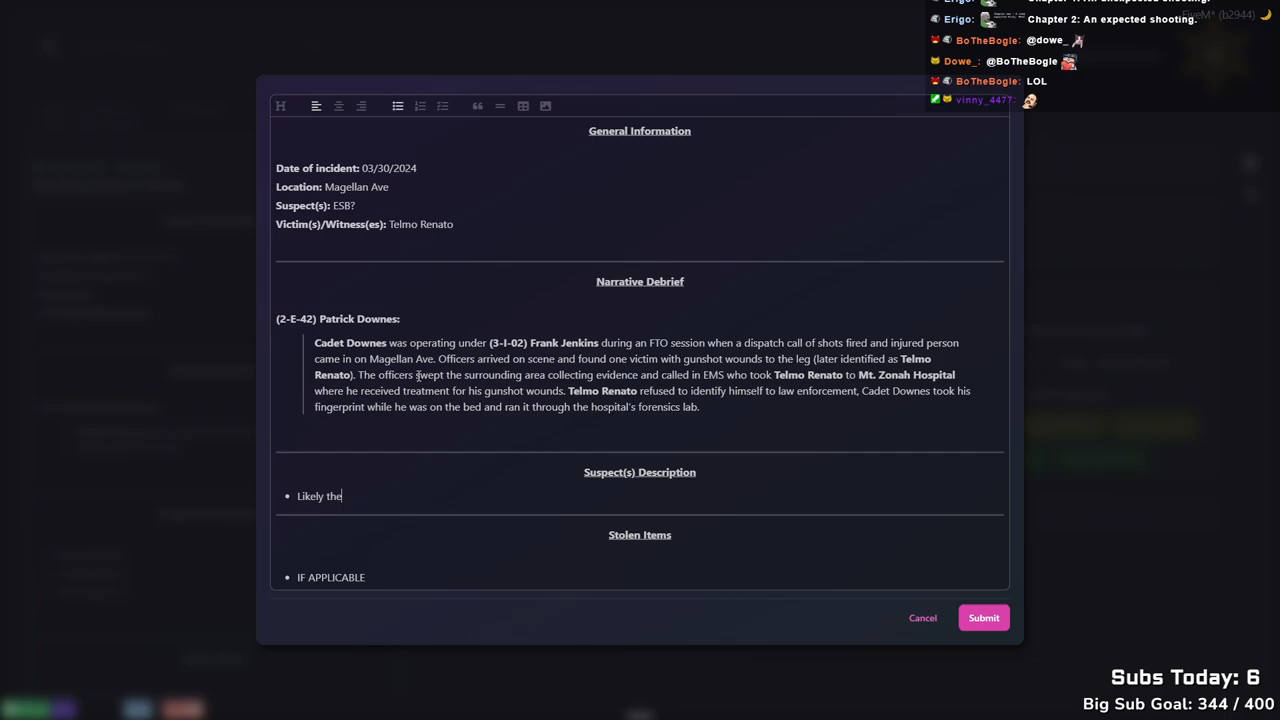 Erigo:
FiveM* (b2944)
Erigo: Chapter 2: An expected shooting.
BoTheBogle: @dowe_
Dowe_: @BoTheBogle
BoTheBogle: LOL
vinny_4477:
H
General Information
Date of incident: 03/30/2024
Location: Magellan Ave
Suspect(s): ESB?
Victim(s)/Witness(es): Telmo Renato
Narrative Debrief
(2-E-42) Patrick Downes:
Cadet Downes was operating under (3-I-02) Frank Jenkins during an FTO session when a dispatch call of shots fired and injured person
came in on Magellan Ave. Officers arrived on scene and found one victim with gunshot wounds to the leg (later identified as Telmo
Renato). The officers swept the surrounding area collecting evidence and called in EMS who took Telmo Renato to Mt. Zonah Hospital
where he received treatment for his gunshot wounds. Telmo Renato refused to identify himself to law enforcement, Cadet Downes took his
fingerprint while he was on the bed and ran it through the hospital's forensics lab.
Suspect(s) Description
• Likely the
Stolen Items
• IF APPLICABLE
Cancel
Submit
Subs Today: 6
Big Sub Goal: 344 / 400